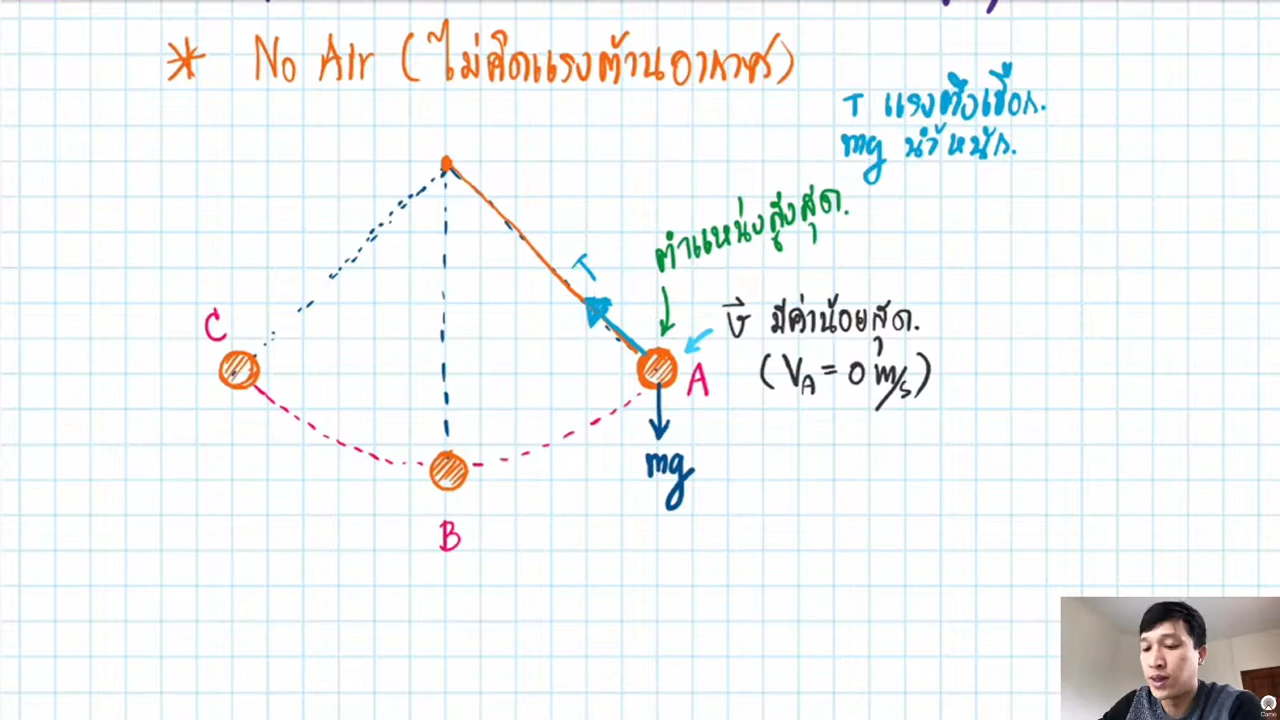 * No Air (ไม่คิดแรงต้านอากาศ)
T แรงตึงเชือก.
mg น้ำหนัก.
ตำแหน่งสูงสุด.
T
C
v⃗ มีค่าน้อยสุด.
A
(V_A = 0 m/s)
mg
B